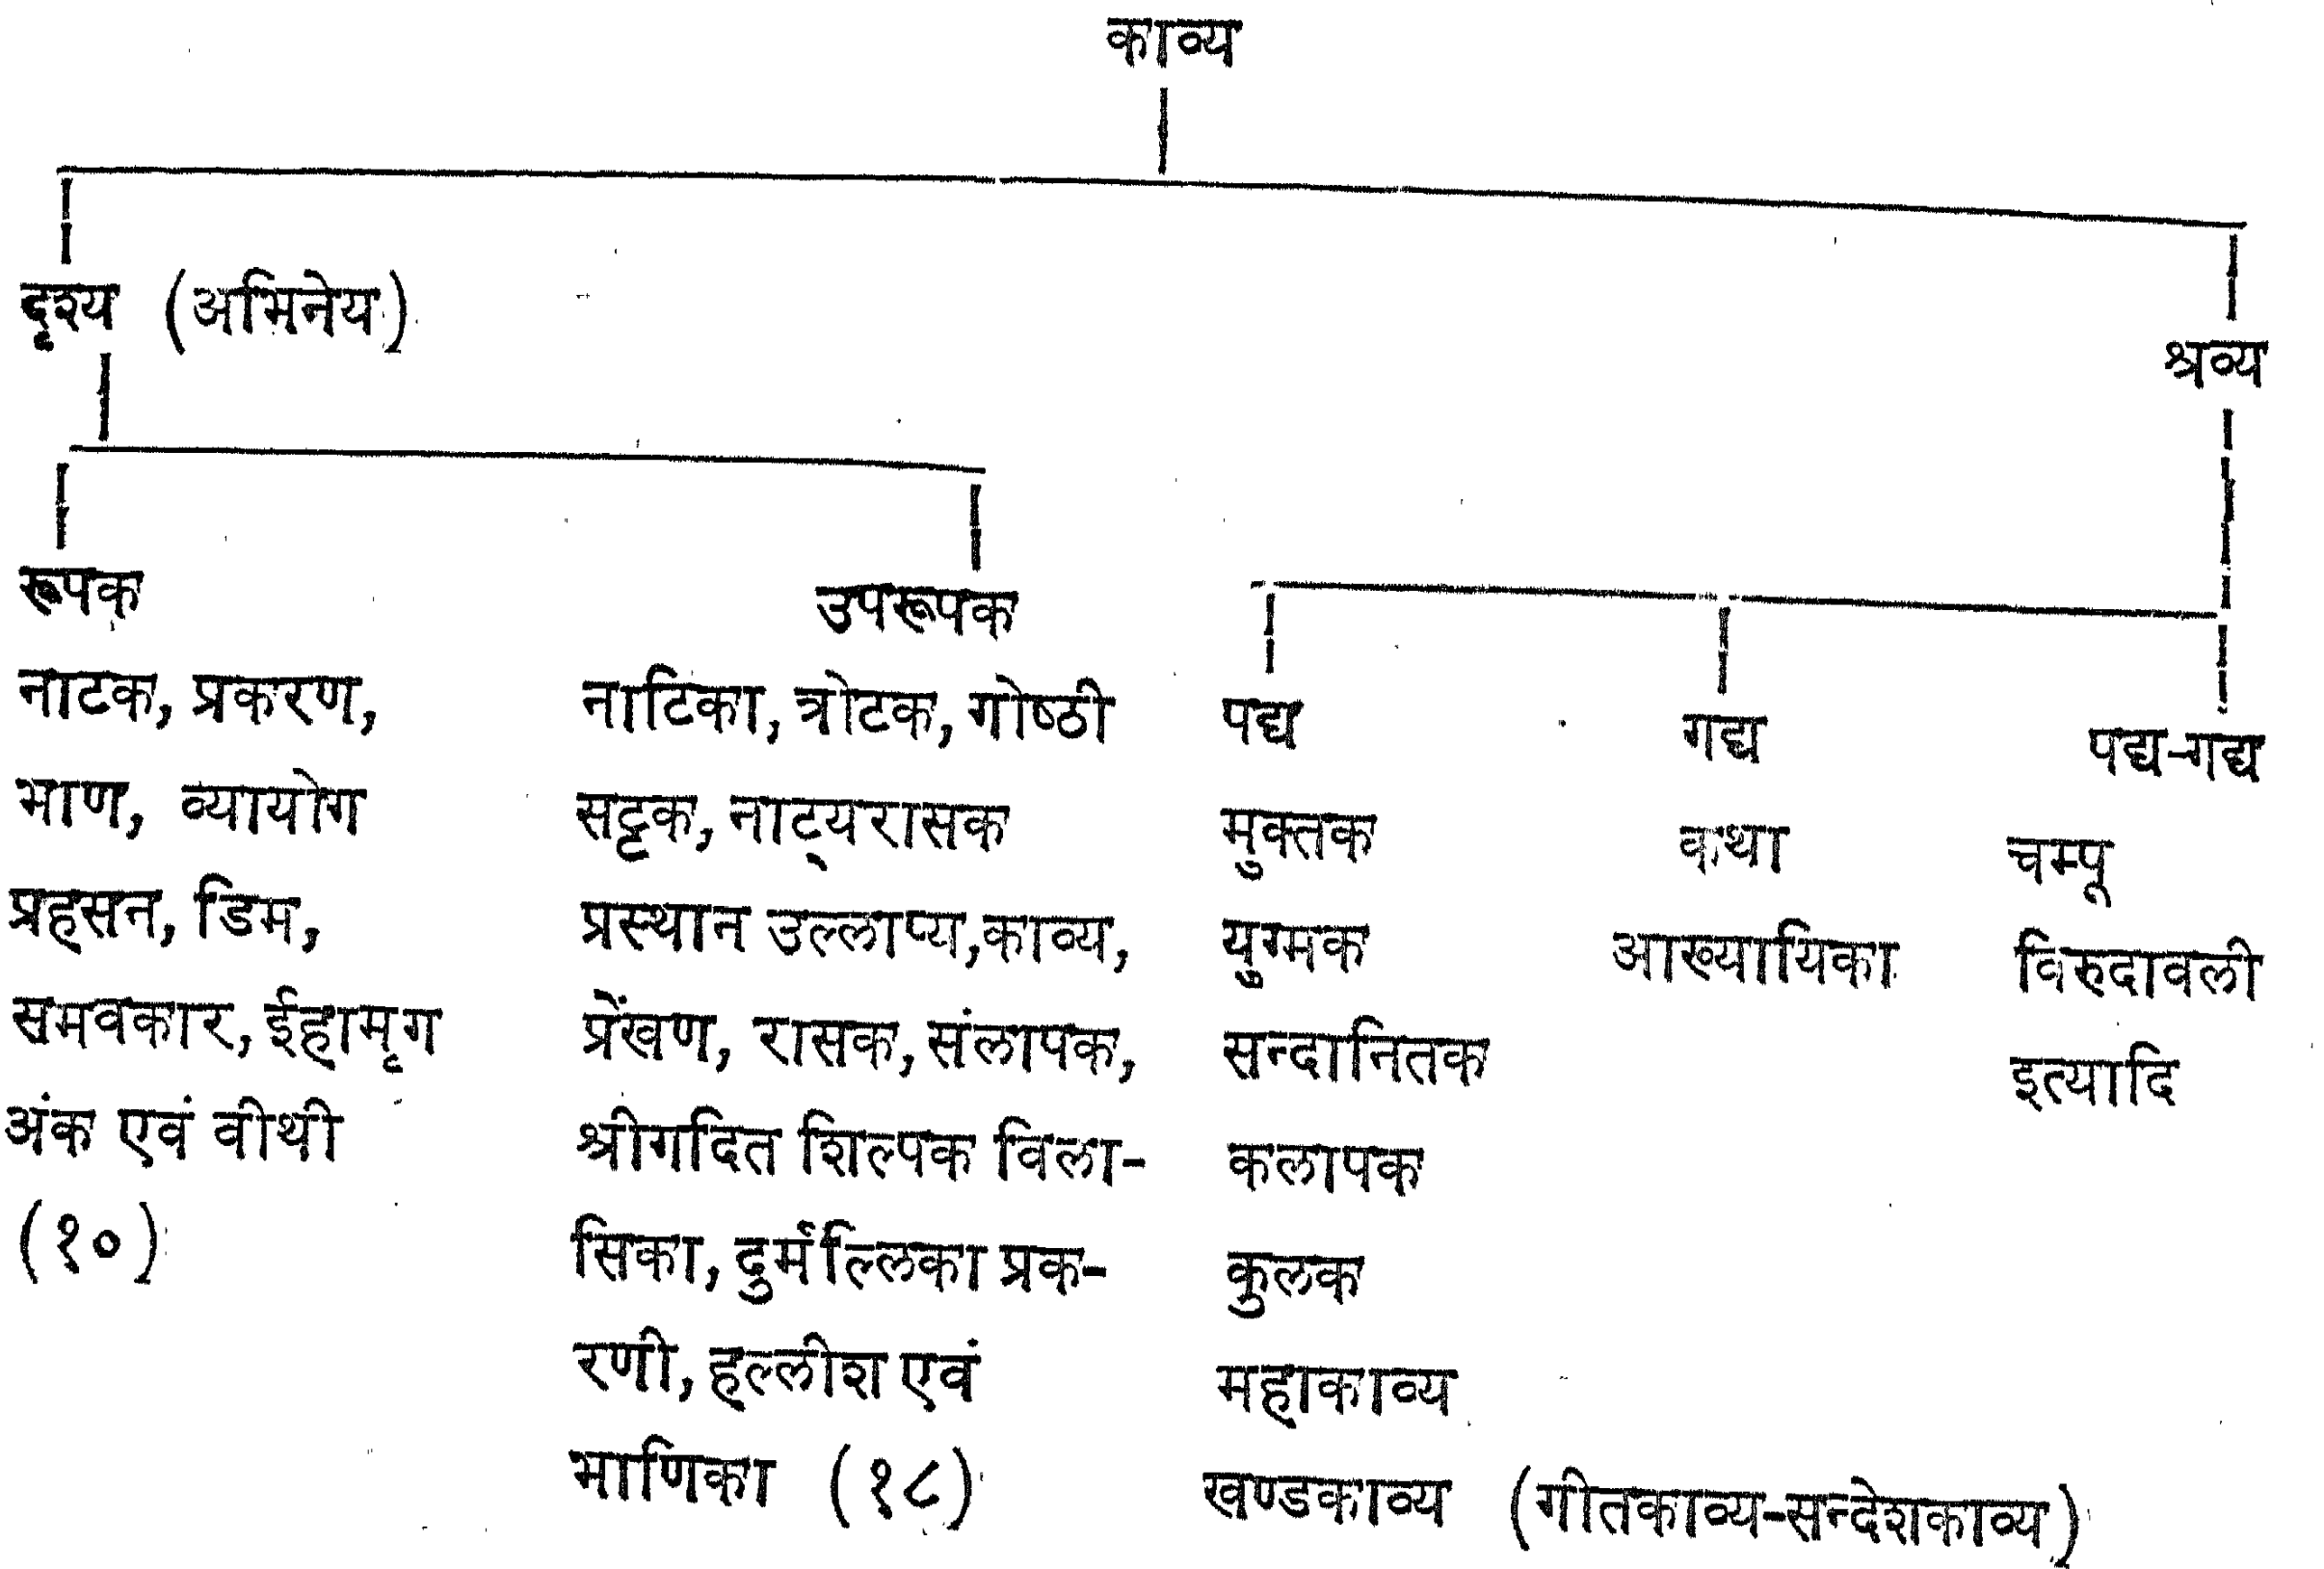 काव्य
दृश्य (अभिनेय)
श्रव्य
रूपक
नाटक, प्रकरण,
भाण, व्यायोग
प्रहसन, डिम,
समवकार, ईहामृग
अंक एवं वीथी
(१०)
उपरूपक
नाटिका, त्रोटक, गोष्ठी
सट्टक, नाट्यरासक
प्रस्थान उल्लाप्य,काव्य,
प्रेंखण, रासक, संलापक,
श्रीगदित शिल्पक विला-
सिका, दुर्मल्लिका प्रक-
रणी, हल्लीश एवं
भाणिका (१८)
पद्य
मुक्तक
युग्मक
सन्दानितक
कलापक
कुलक
महाकाव्य
खण्डकाव्य (गीतकाव्य-सन्देशकाव्य)
गद्य
कथा
आख्यायिका
पद्य-गद्य
चम्पू
विरुदावली
इत्यादि